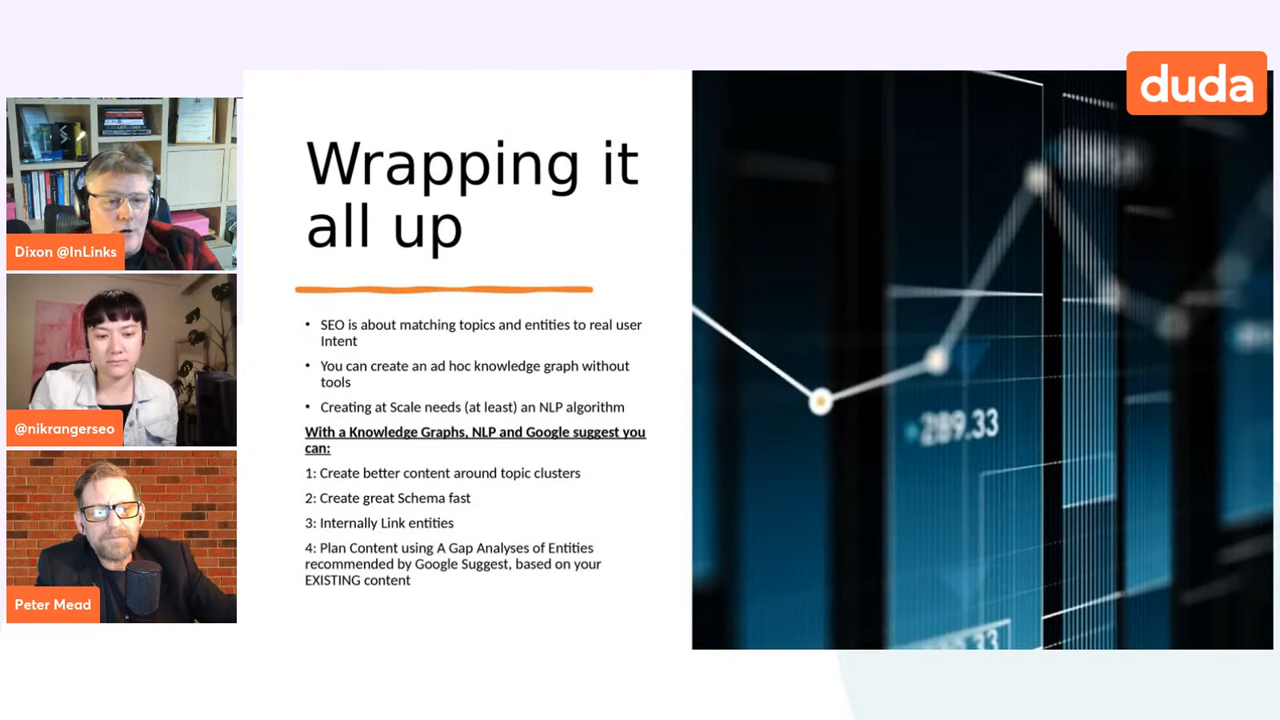 duda
Dixon @InLinks
@nikrangerseo
Peter Mead
Wrapping it
all up
• SEO is about matching topics and entities to real user
Intent
• You can create an ad hoc knowledge graph without
tools
• Creating at Scale needs (at least) an NLP algorithm
With a Knowledge Graphs, NLP and Google suggest you
can:
1: Create better content around topic clusters
2: Create great Schema fast
3: Internally Link entities
4: Plan Content using A Gap Analyses of Entities
recommended by Google Suggest, based on your
EXISTING content
289.33